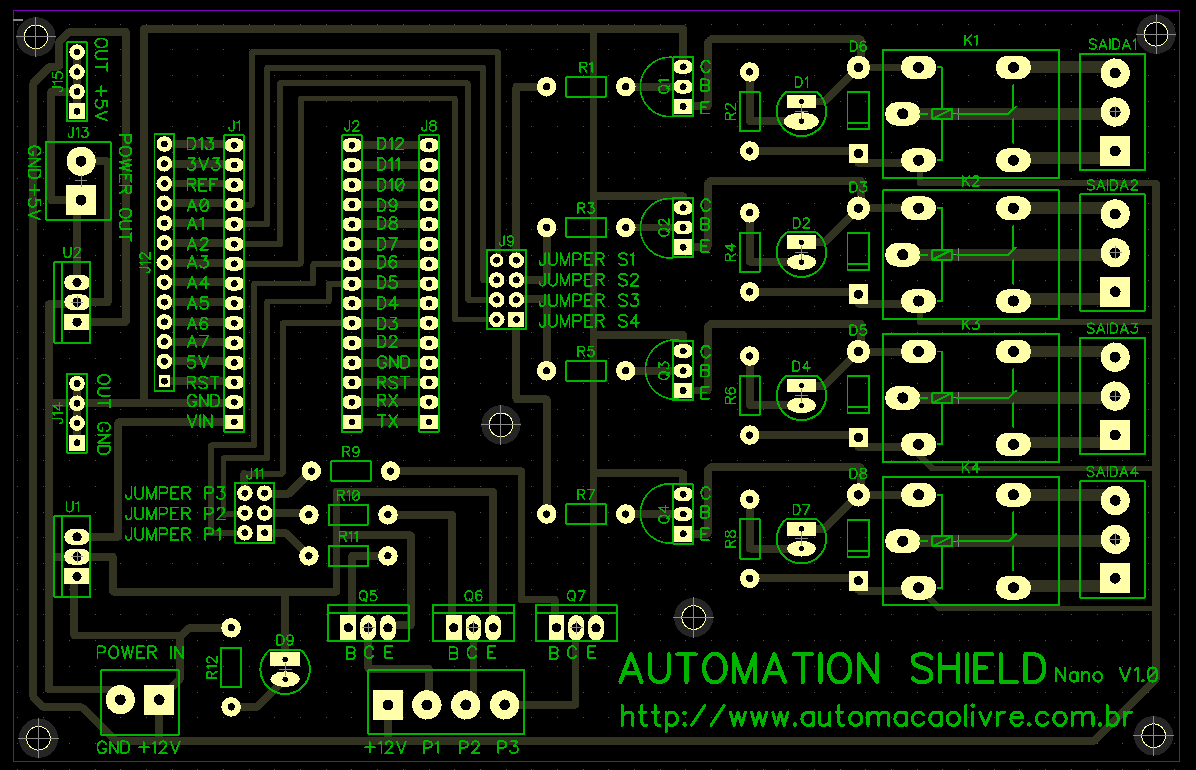 OUT +5V
J15
J13
GND +5V
POWER OUT
J12
J1
D13
3V3
REF
A0
A1
A2
A3
A4
A5
A6
A7
5V
RST
GND
VIN
J2
J8
D12
D11
D10
D9
D8
D7
D6
D5
D4
D3
D2
GND
RST
RX
TX
U2
J14
OUT GND
U1
J9
JUMPER S1
JUMPER S2
JUMPER S3
JUMPER S4
J11
JUMPER P3
JUMPER P2
JUMPER P1
R9
R10
R11
R1
Q1
C
B
E
R2
D1
D6
K1
SAIDA1
R3
Q2
C
B
E
R4
D2
D3
K2
SAIDA2
R5
Q3
C
B
E
R6
D4
D5
K3
SAIDA3
R7
Q4
C
B
E
R8
D7
D8
K4
SAIDA4
Q5
B C E
Q6
B C E
Q7
B C E
POWER IN
GND +12V
R12
D9
+12V P1 P2 P3
AUTOMATION SHIELD Nano V1.0
http://www.automacaolivre.com.br